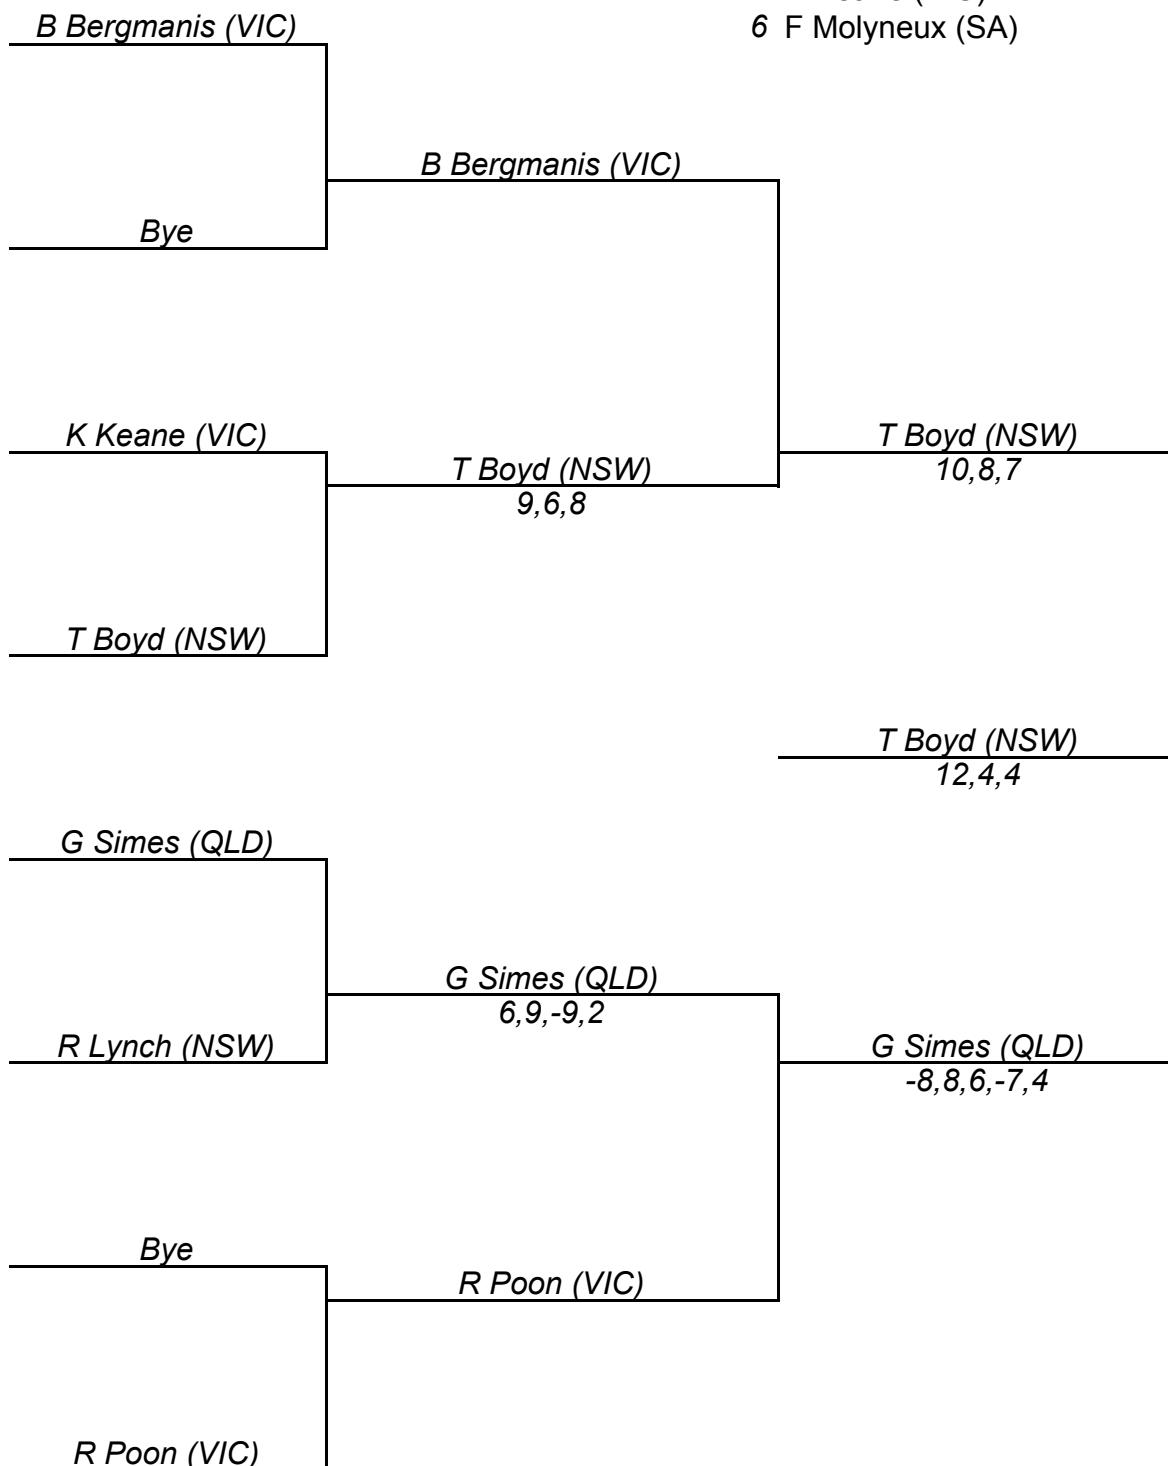 B Bergmanis (VIC)
6 F Molyneux (SA)
B Bergmanis (VIC)
Bye
K Keane (VIC)
T Boyd (NSW)
9,6,8
T Boyd (NSW)
10,8,7
T Boyd (NSW)
T Boyd (NSW)
12,4,4
G Simes (QLD)
G Simes (QLD)
6,9,-9,2
R Lynch (NSW)
G Simes (QLD)
-8,8,6,-7,4
Bye
R Poon (VIC)
R Poon (VIC)